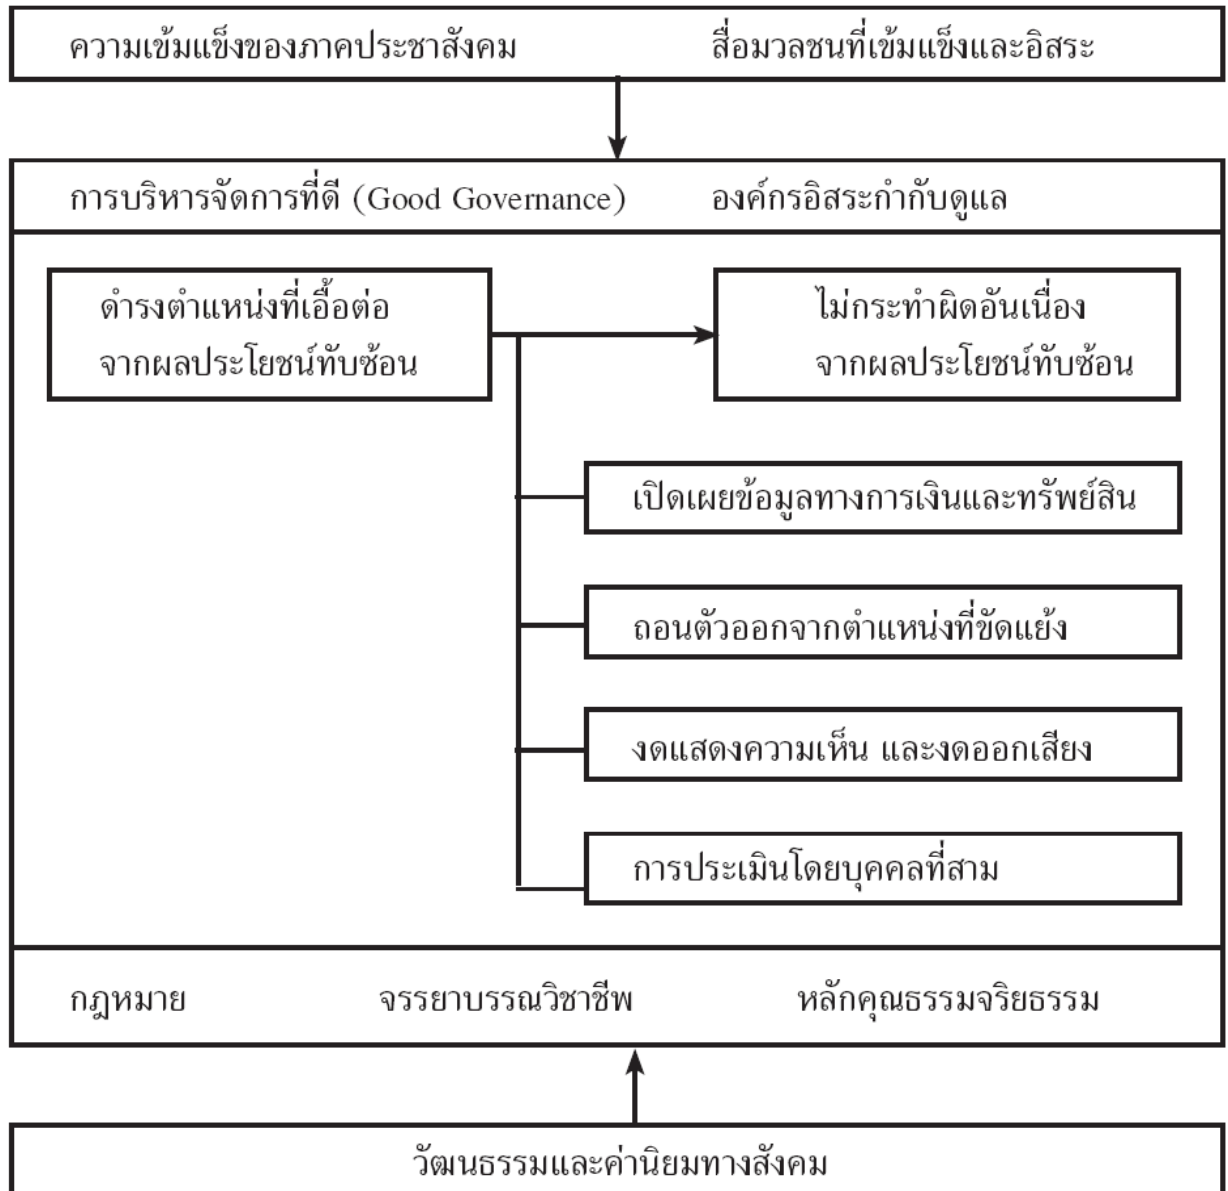 ความเข้มแข็งของภาคประชาสังคม สื่อมวลชนที่เข้มแข็งและอิสระ
การบริหารจัดการที่ดี (Good Governance) องค์กรอิสระกำกับดูแล
ดำรงตำแหน่งที่เอื้อต่อ
จากผลประโยชน์ทับซ้อน
ไม่กระทำผิดอันเนื่อง
จากผลประโยชน์ทับซ้อน
เปิดเผยข้อมูลทางการเงินและทรัพย์สิน
ถอนตัวออกจากตำแหน่งที่ขัดแย้ง
งดแสดงความเห็น และงดออกเสียง
การประเมินโดยบุคคลที่สาม
กฎหมาย จรรยาบรรณวิชาชีพ หลักคุณธรรมจริยธรรม
วัฒนธรรมและค่านิยมทางสังคม